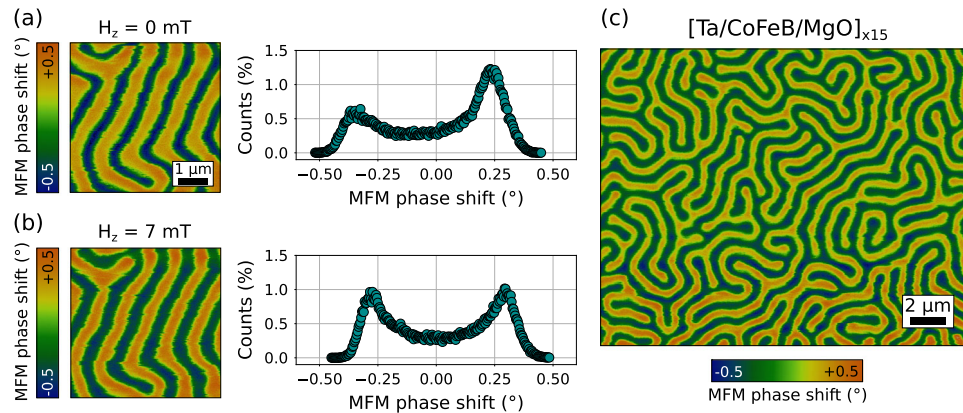 (a)
H_z = 0 mT
MFM phase shift (°)
+0.5
-0.5
1 μm
Counts (%)
1.5
1.0
0.5
0.0
−0.50 −0.25 0.00 0.25 0.50
MFM phase shift (°)
(b)
H_z = 7 mT
MFM phase shift (°)
+0.5
-0.5
Counts (%)
1.5
1.0
0.5
0.0
−0.50 −0.25 0.00 0.25 0.50
MFM phase shift (°)
(c)
[Ta/CoFeB/MgO]_x15
2 μm
-0.5 +0.5
MFM phase shift (°)